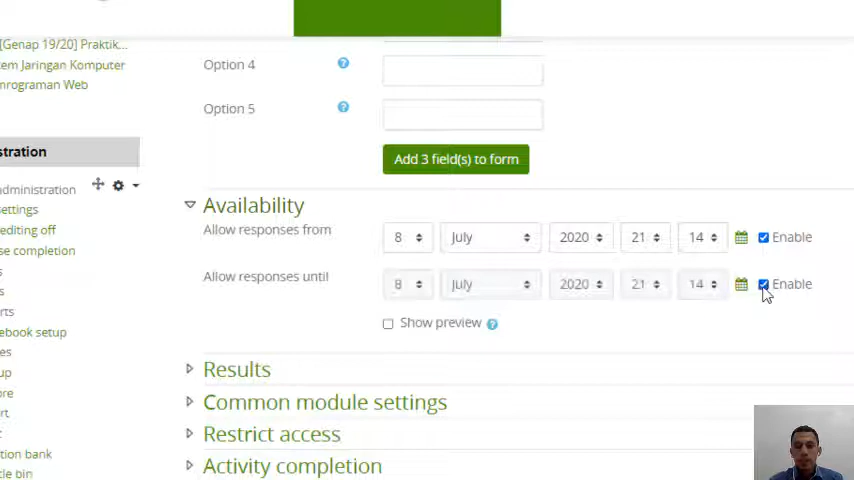 [Genap 19/20] Praktik...
tem Jaringan Komputer
mrograman Web
stration
administration
settings
editing off
se completion
s
s
rts
ebook setup
es
up
ore
rt
tion bank
cle bin
Option 4
Option 5
Add 3 field(s) to form
Availability
Allow responses from 8 July 2020 21 14 Enable
Allow responses until 8 July 2020 21 14 Enable
Show preview
Results
Common module settings
Restrict access
Activity completion